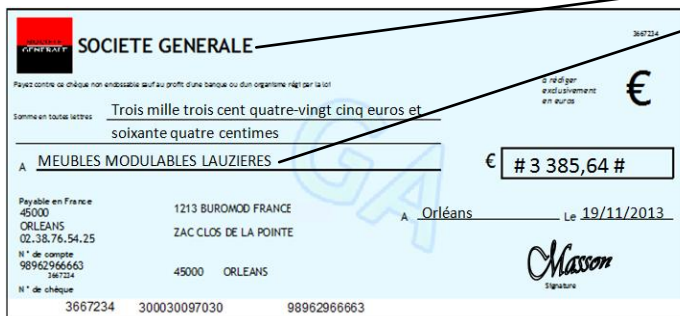 SOCIETE GENERALE
SOCIETE GENERALE
3667234
Payez contre ce chèque non endossable sauf au profit d'une banque ou d'un organisme régi par la loi
à rédiger
exclusivement
en euros
€
Somme en toutes lettres Trois mille trois cent quatre-vingt cinq euros et
soixante quatre centimes
A MEUBLES MODULABLES LAUZIERES
€ # 3 385,64 #
Payable en France
45000
ORLEANS
02.38.76.54.25
1213 BUROMOD FRANCE
ZAC CLOS DE LA POINTE
45000 ORLEANS
A Orléans Le 19/11/2013
N° de compte
98962966663
3667234
N° de chèque
Masson
Signature
3667234 300030097030 98962966663
GA